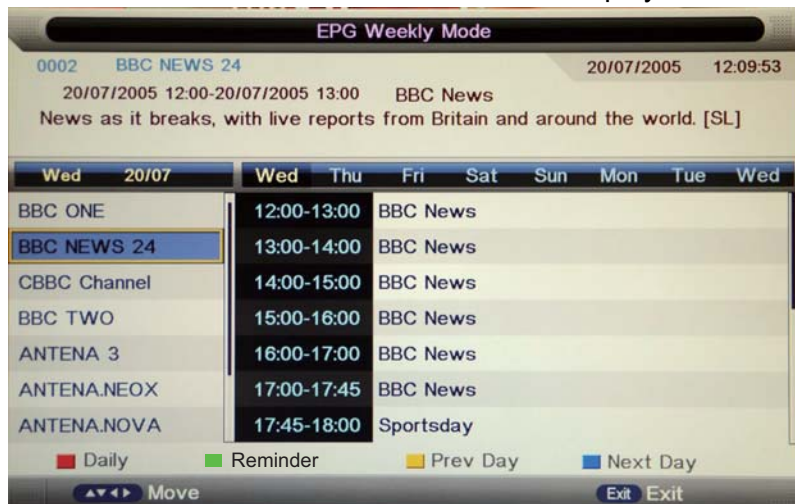 EPG Weekly Mode
0002 BBC NEWS 24 20/07/2005 12:09:53
20/07/2005 12:00-20/07/2005 13:00 BBC News
News as it breaks, with live reports from Britain and around the world. [SL]
Wed 20/07 Wed Thu Fri Sat Sun Mon Tue Wed
BBC ONE 12:00-13:00 BBC News
BBC NEWS 24 13:00-14:00 BBC News
CBBC Channel 14:00-15:00 BBC News
BBC TWO 15:00-16:00 BBC News
ANTENA 3 16:00-17:00 BBC News
ANTENA.NEOX 17:00-17:45 BBC News
ANTENA.NOVA 17:45-18:00 Sportsday
Daily Reminder Prev Day Next Day
Move Exit Exit